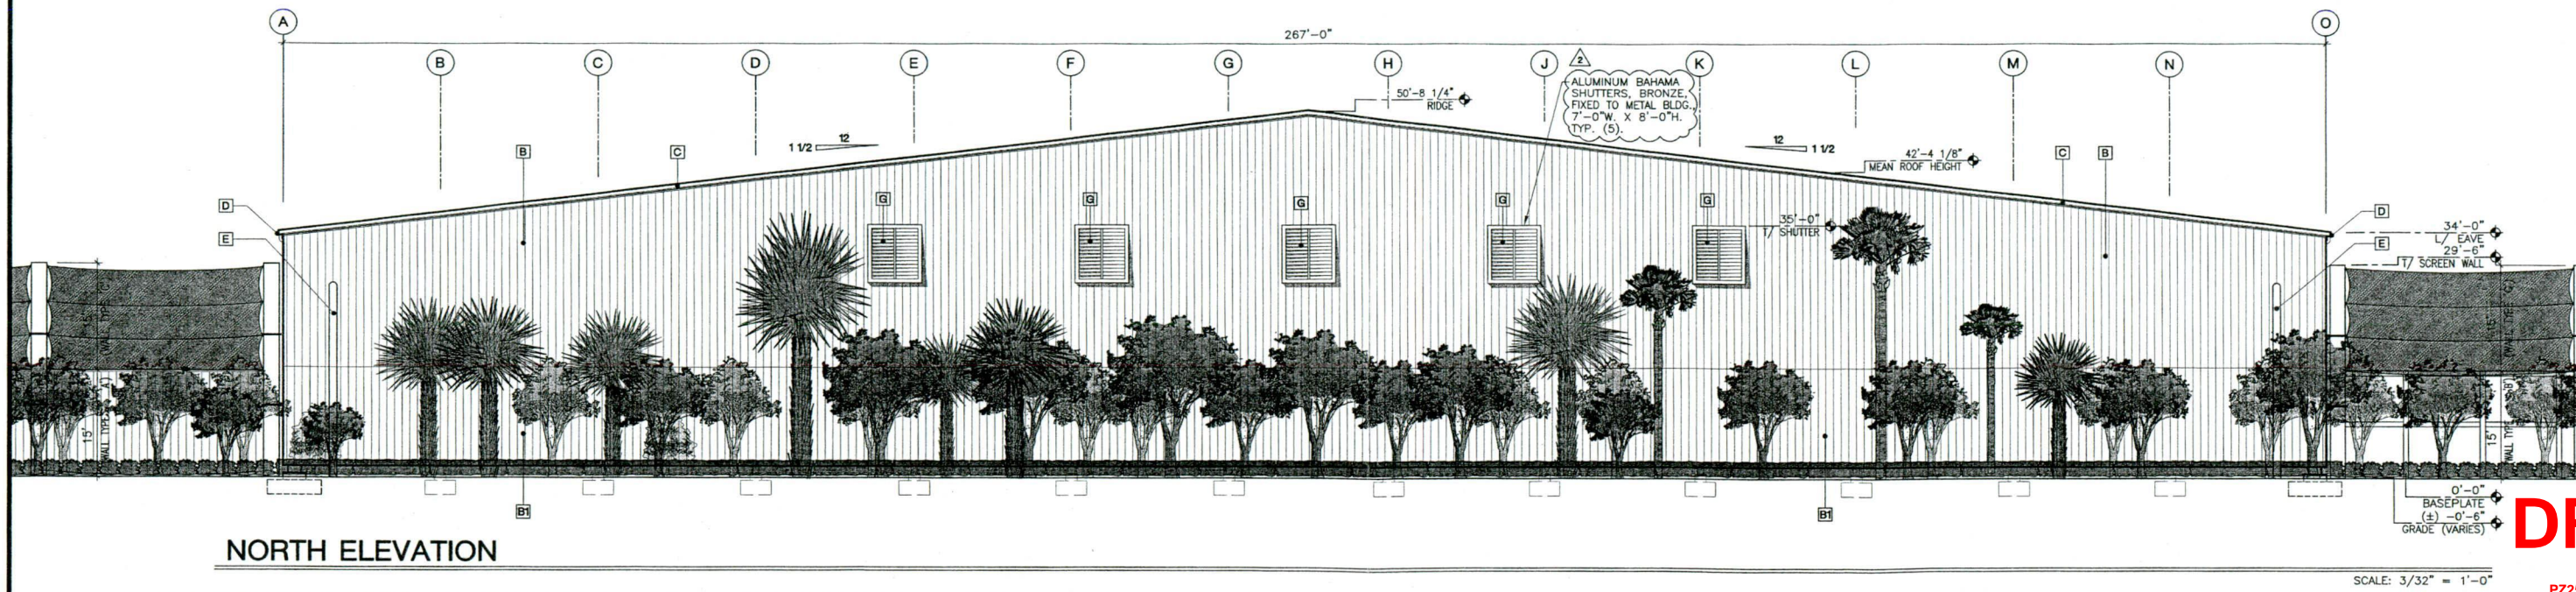 A
O
267'-0"
B
C
D
E
F
G
H
J
K
L
M
N
2
ALUMINUM BAHAMA
SHUTTERS, BRONZE,
FIXED TO METAL BLDG.,
7'-0"W. X 8'-0"H.
TYP. (5).
50'-8 1/4"
RIDGE
12
1 1/2
12
1 1/2
42'-4 1/8"
MEAN ROOF HEIGHT
B
C
C
B
G
G
G
G
G
D
E
D
E
35'-0"
T/ SHUTTER
34'-0"
L/ EAVE
29'-6"
T/ SCREEN WALL
15'
15'
0'-0"
BASEPLATE
(±) -0'-6"
GRADE (VARIES)
B1
B1
NORTH ELEVATION
SCALE: 3/32" = 1'-0"